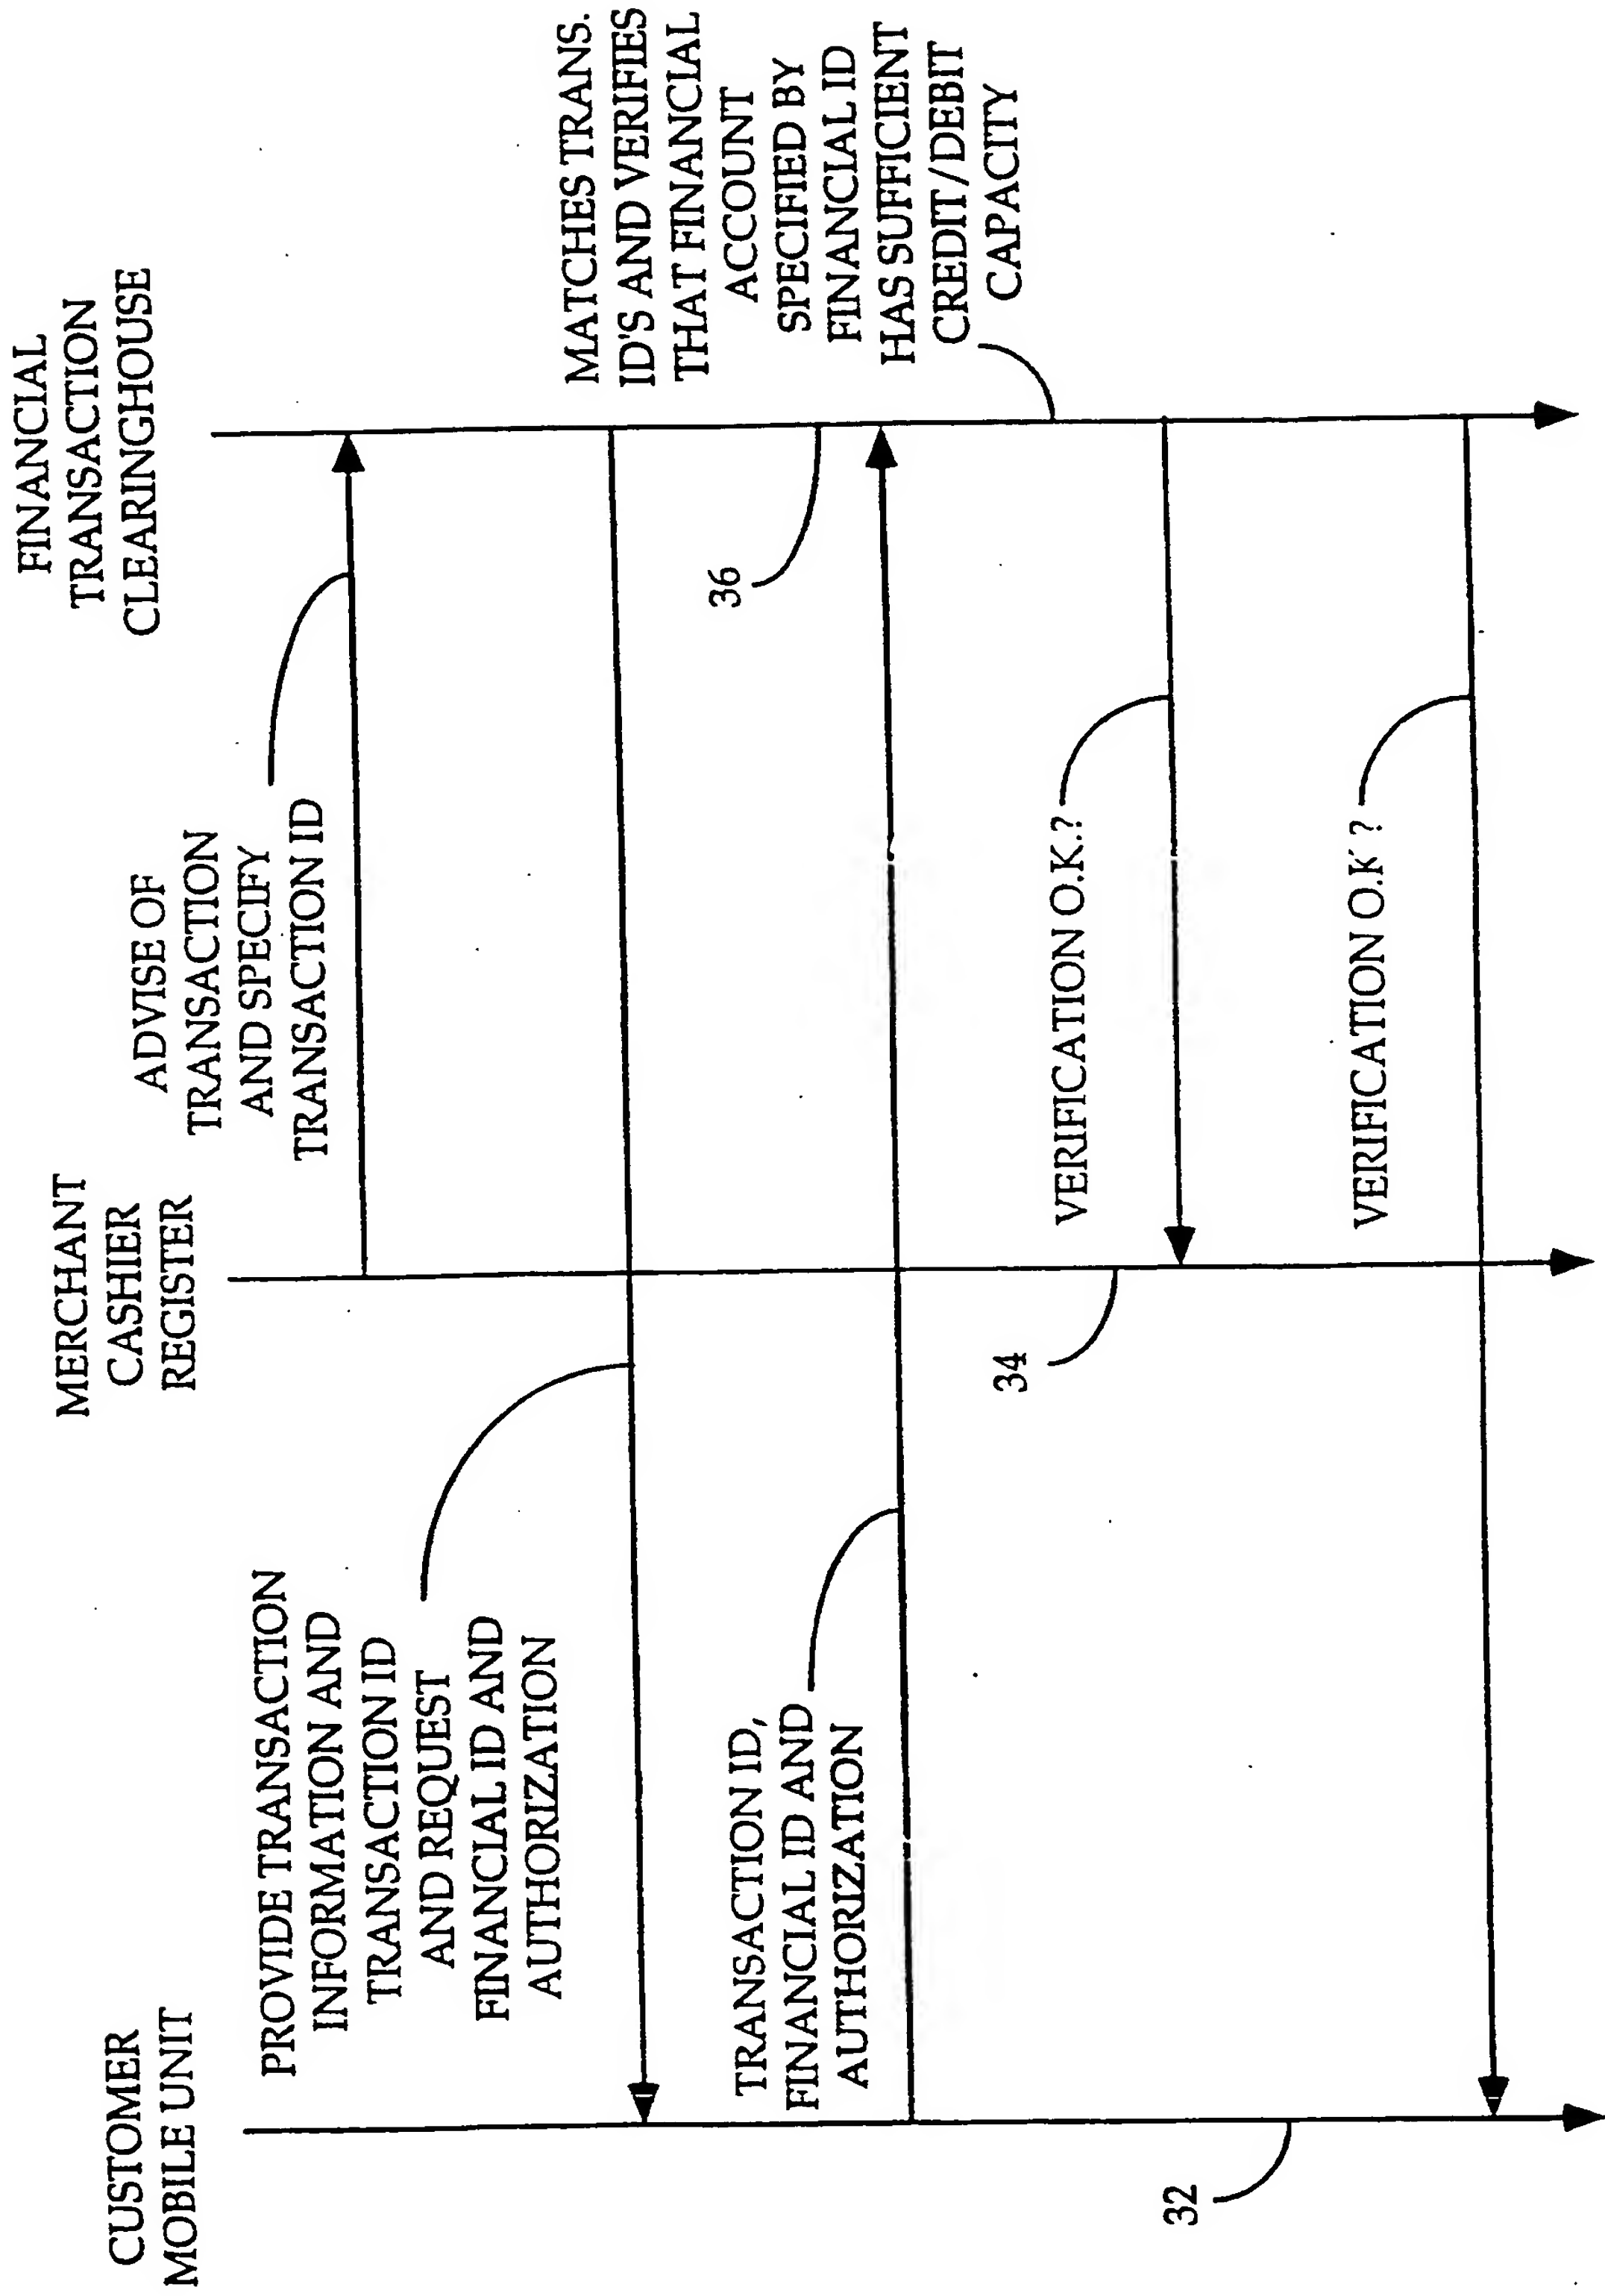 CUSTOMER
MOBILE UNIT
MERCHANT
CASHIER
REGISTER
FINANCIAL
TRANSACTION
CLEARINGHOUSE
ADVISE OF
TRANSACTION
AND SPECIFY
TRANSACTION ID
PROVIDE TRANSACTION
INFORMATION AND
TRANSACTION ID
AND REQUEST
FINANCIAL ID AND
AUTHORIZATION
TRANSACTION ID,
FINANCIAL ID AND
AUTHORIZATION
36
MATCHES TRANS.
ID'S AND VERIFIES
THAT FINANCIAL
ACCOUNT
SPECIFIED BY
FINANCIAL ID
HAS SUFFICIENT
CREDIT/DEBIT
CAPACITY
VERIFICATION O.K.?
34
VERIFICATION O.K ?
32